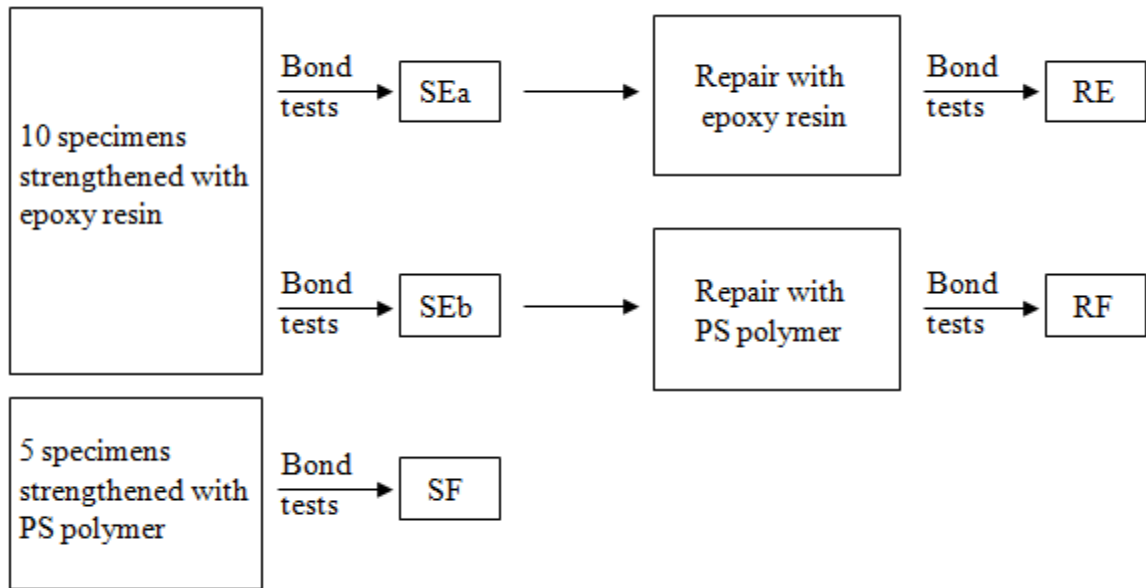 10 specimens
strengthened with
epoxy resin
Bond
tests
SEa
Repair with
epoxy resin
Bond
tests
RE
Bond
tests
SEb
Repair with
PS polymer
Bond
tests
RF
5 specimens
strengthened with
PS polymer
Bond
tests
SF